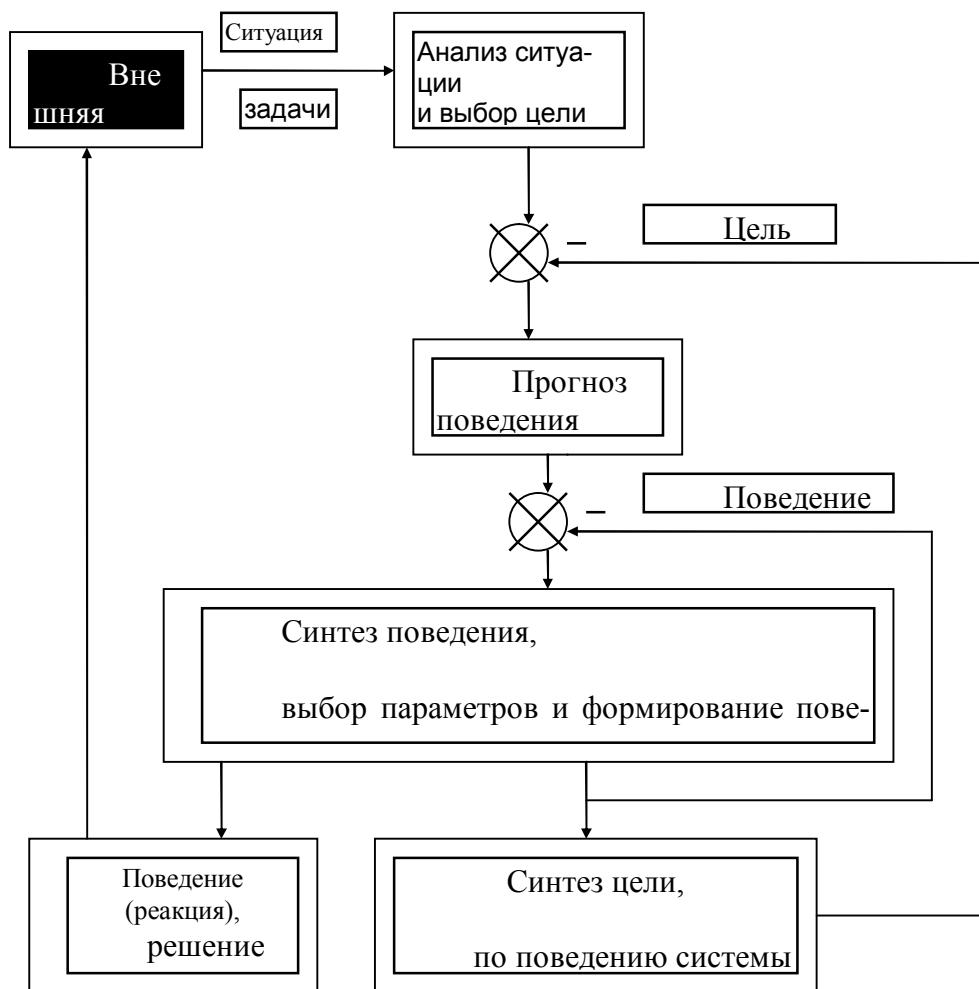 Ситуация
Вне
шняя
задачи
Анализ ситуа-
ции
и выбор цели
–
Цель
Прогноз
поведения
–
Поведение
Синтез поведения,
выбор параметров и формирование пове-
Поведение
(реакция),
решение
Синтез цели,
по поведению системы